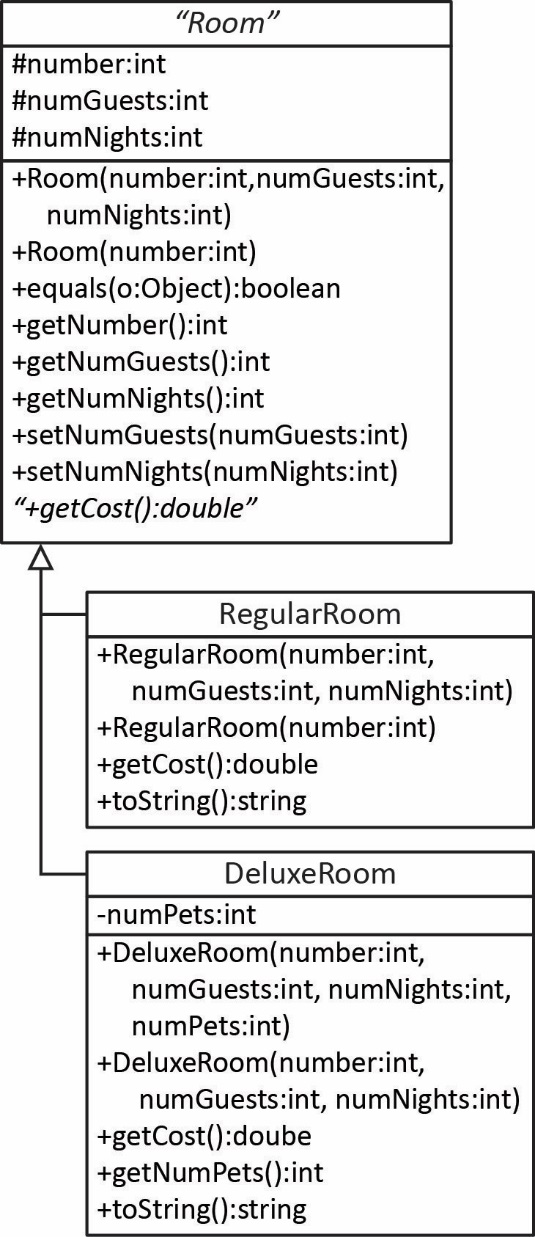 “Room”
#number:int
#numGuests:int
#numNights:int
+Room(number:int,numGuests:int,
numNights:int)
+Room(number:int)
+equals(o:Object):boolean
+getNumber():int
+getNumGuests():int
+getNumNights():int
+setNumGuests(numGuests:int)
+setNumNights(numNights:int)
“+getCost():double”
RegularRoom
+RegularRoom(number:int,
numGuests:int, numNights:int)
+RegularRoom(number:int)
+getCost():double
+toString():string
DeluxeRoom
-numPets:int
+DeluxeRoom(number:int,
numGuests:int, numNights:int,
numPets:int)
+DeluxeRoom(number:int,
numGuests:int, numNights:int)
+getCost():doube
+getNumPets():int
+toString():string